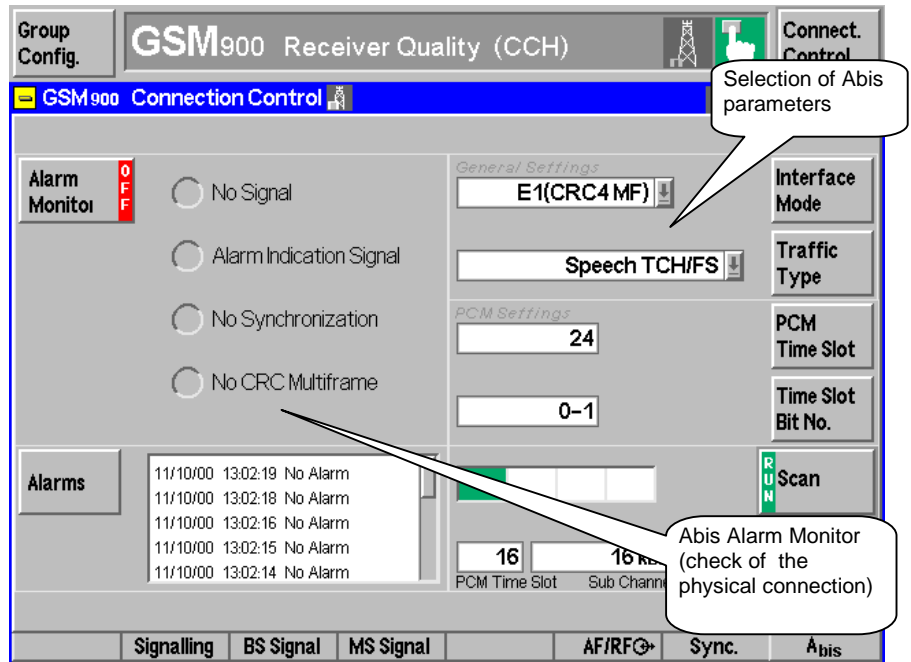 Group
Config.
GSM900 Receiver Quality (CCH)
Connect.
Control
Selection of Abis
parameters
GSM900 Connection Control
Alarm
Monitor
OFF
No Signal
Alarm Indication Signal
No Synchronization
No CRC Multiframe
General Settings
E1(CRC4 MF)
Interface
Mode
Speech TCH/FS
Traffic
Type
PCM Settings
24
PCM
Time Slot
0-1
Time Slot
Bit No.
Alarms
11/10/00 13:02:19 No Alarm
11/10/00 13:02:18 No Alarm
11/10/00 13:02:16 No Alarm
11/10/00 13:02:15 No Alarm
11/10/00 13:02:14 No Alarm
RUN
Scan
16
16
PCM Time Slot
Sub
Abis Alarm Monitor
(check of the
physical connection)
Signalling BS Signal MS Signal AF/RF Sync. Abis